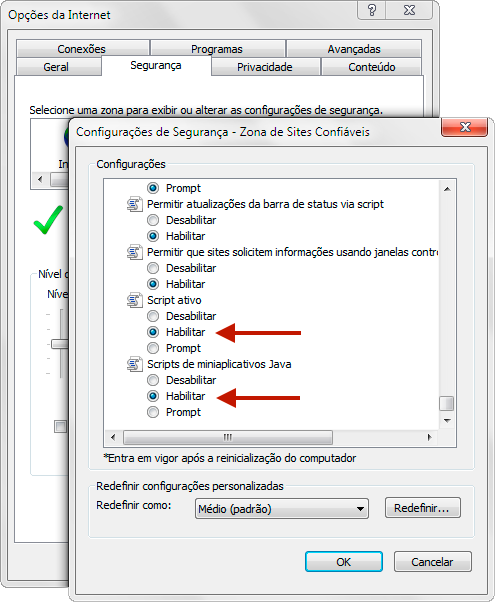 Opções da Internet
Conexões
Programas
Avançadas
Geral
Segurança
Privacidade
Conteúdo
Selecione uma zona para exibir ou alterar as configurações de segurança.
Configurações de Segurança - Zona de Sites Confiáveis
Configurações
Prompt
Permitir atualizações da barra de status via script
Desabilitar
Habilitar
Permitir que sites solicitem informações usando janelas contro
Desabilitar
Habilitar
Script ativo
Desabilitar
Habilitar
Prompt
Scripts de miniaplicativos Java
Desabilitar
Habilitar
Prompt
*Entra em vigor após a reinicialização do computador
Redefinir configurações personalizadas
Redefinir como:
Médio (padrão)
Redefinir...
OK
Cancelar
In
Nível d
Níve